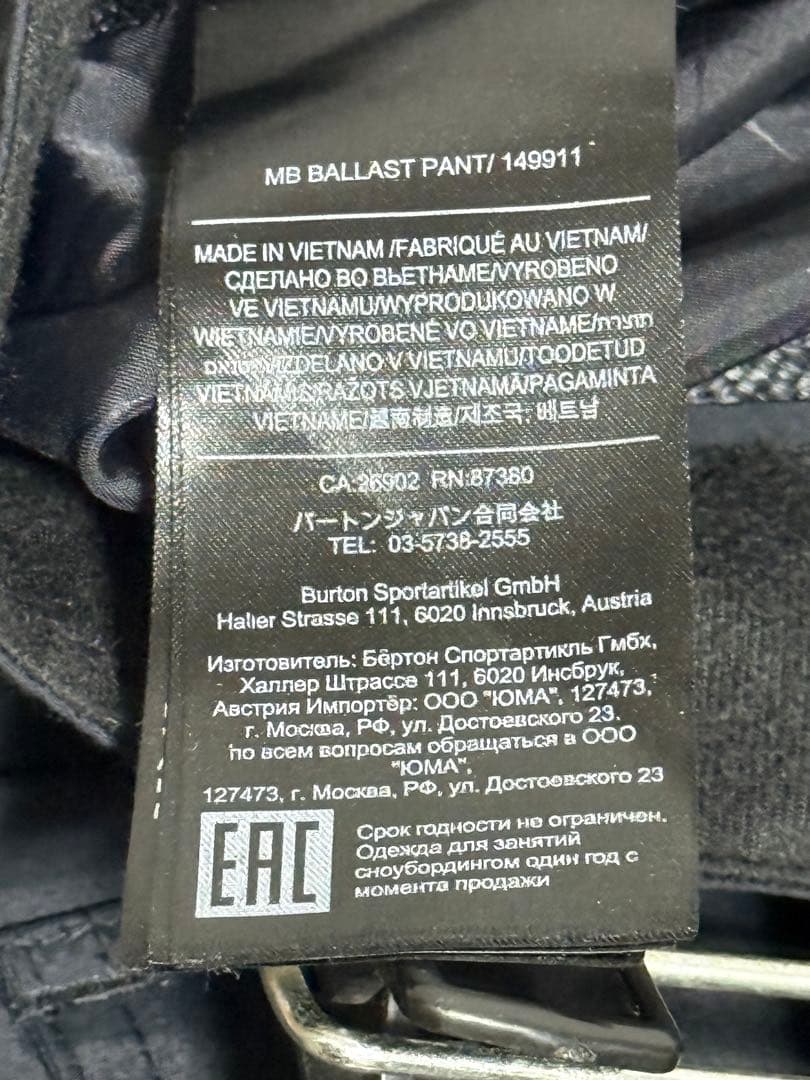 MB BALLAST PANT/ 149911
MADE IN VIETNAM /FABRIQUÉ AU VIETNAM/
СДЕЛАНО ВО ВЬЕТНАМЕ/VYROBENO
VE VIETNAMU/WYPRODUKOWANO W
WIETNAMIE/VYROBENÉ VO VIETNAME/תוצרת
IZDELANO V VIETNAMU/TOODETUD
VIETNAMIS/RAŽOTS VJETNAMĀ/PAGAMINTA
VIETNAME/越南制造/제조국: 베트남
CA:26902 RN:87380
バートンジャパン合同会社
TEL: 03-5738-2555
Burton Sportartikel GmbH
Haller Strasse 111, 6020 Innsbruck, Austria
Изготовитель: Бёртон Спортартикль Гмбх,
Халлер Штрассе 111, 6020 Инсбрук,
Австрия Импортёр: ООО "ЮМА", 127473,
г. Москва, РФ, ул. Достоевского 23.
по всем вопросам обращаться в ООО
"ЮМА",
127473, г. Москва, РФ, ул. Достоевского 23
EAC
Срок годности не ограничен.
Одежда для занятий
сноубордингом один год с
момента продажи